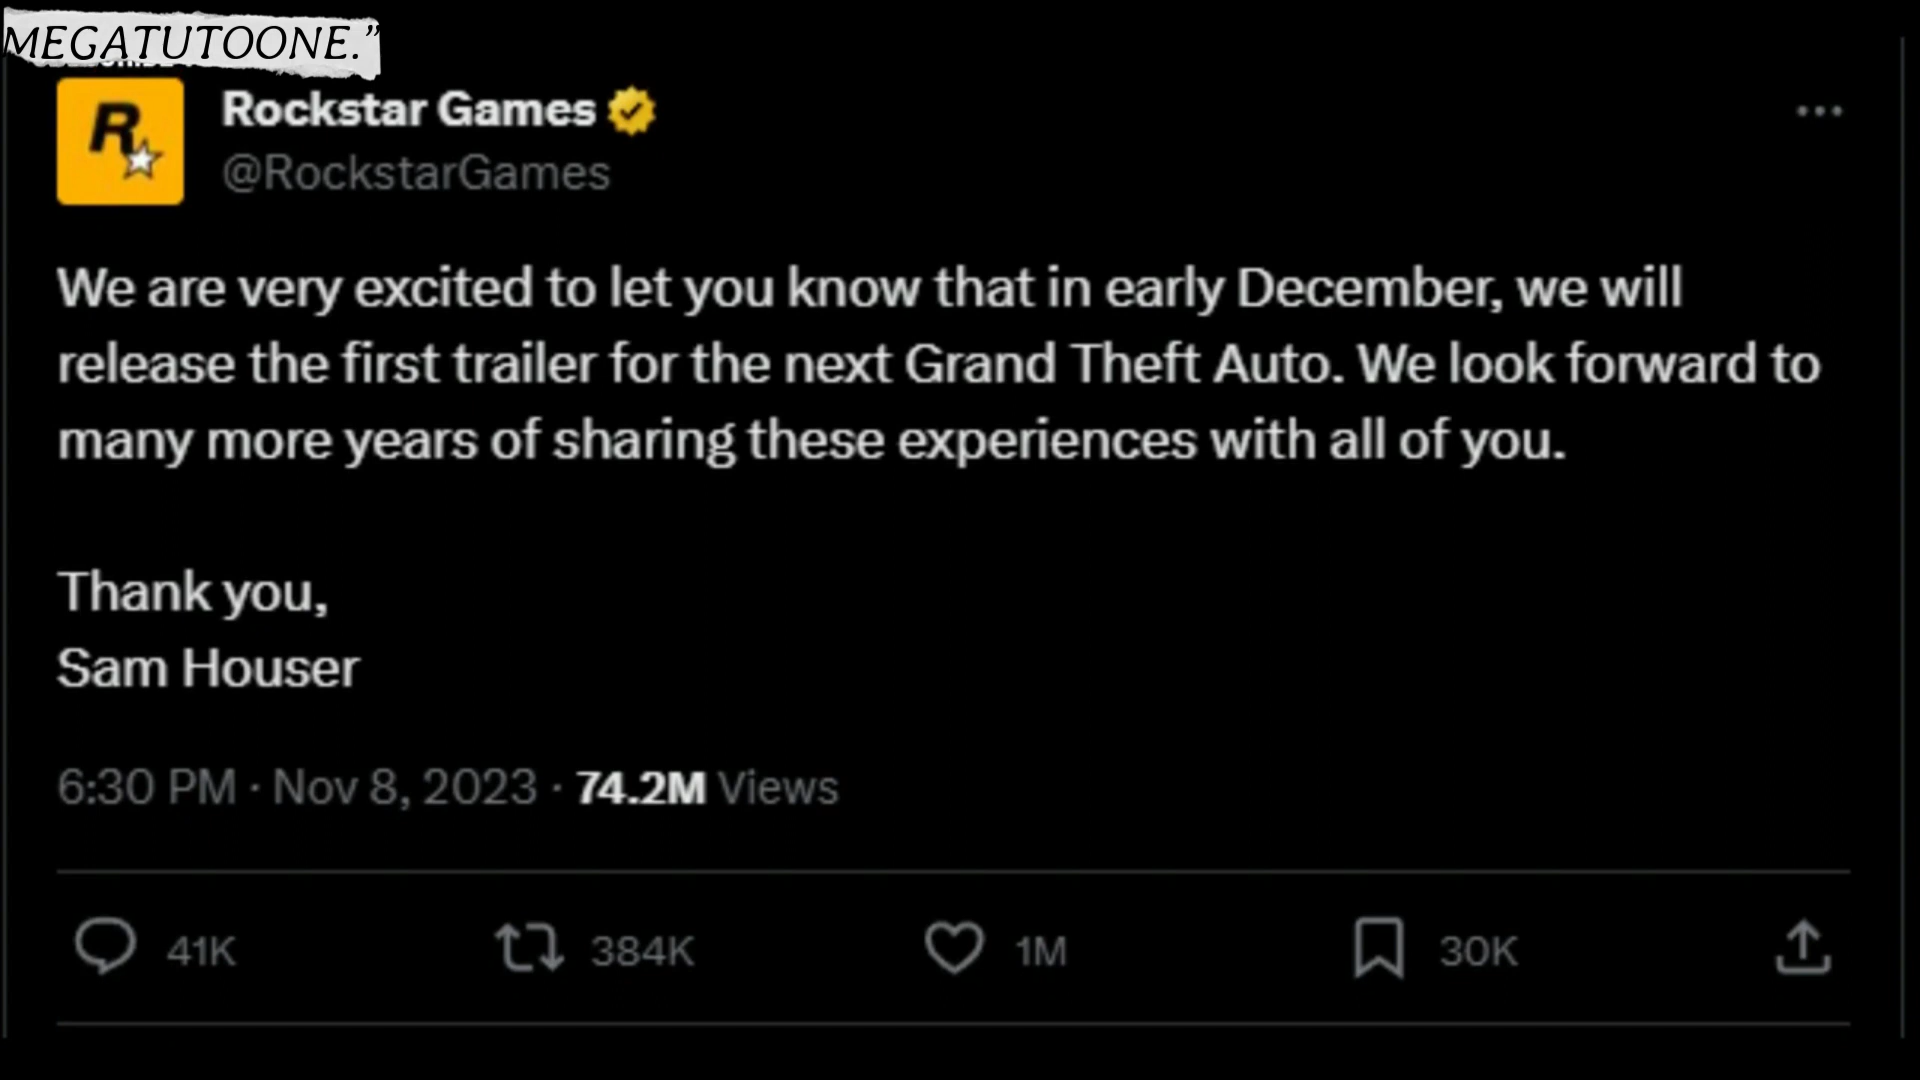 MEGATUTOONE.”
Rockstar Games
@RockstarGames
We are very excited to let you know that in early December, we will
release the first trailer for the next Grand Theft Auto. We look forward to
many more years of sharing these experiences with all of you.
Thank you,
Sam Houser
6:30 PM · Nov 8, 2023 · 74.2M Views
41K 384K 1M 30K